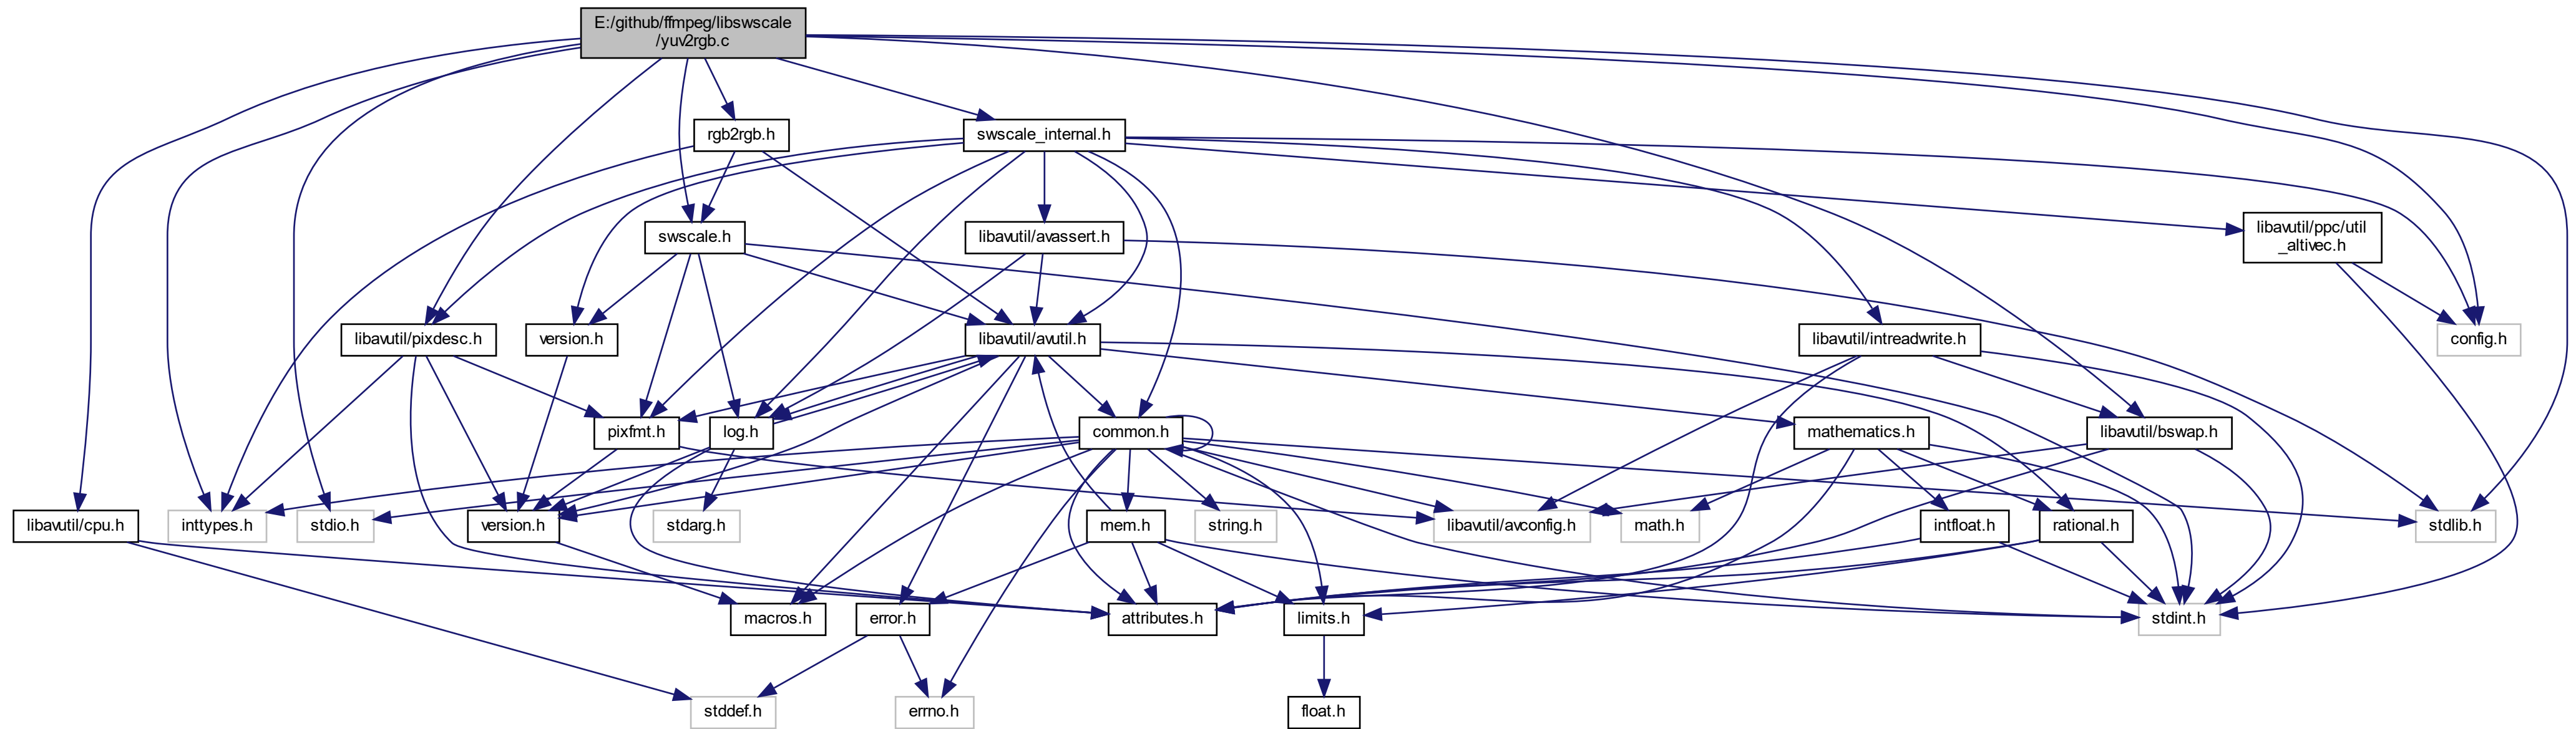 E:/github/ffmpeg/libswscale
/yuv2rgb.c
rgb2rgb.h
swscale_internal.h
swscale.h
libavutil/avassert.h
libavutil/ppc/util
_altivec.h
libavutil/pixdesc.h
version.h
libavutil/avutil.h
libavutil/intreadwrite.h
config.h
pixfmt.h
log.h
common.h
mathematics.h
libavutil/bswap.h
libavutil/cpu.h
inttypes.h
stdio.h
version.h
stdarg.h
mem.h
string.h
libavutil/avconfig.h
math.h
intfloat.h
rational.h
stdlib.h
macros.h
error.h
attributes.h
limits.h
stdint.h
stddef.h
errno.h
float.h